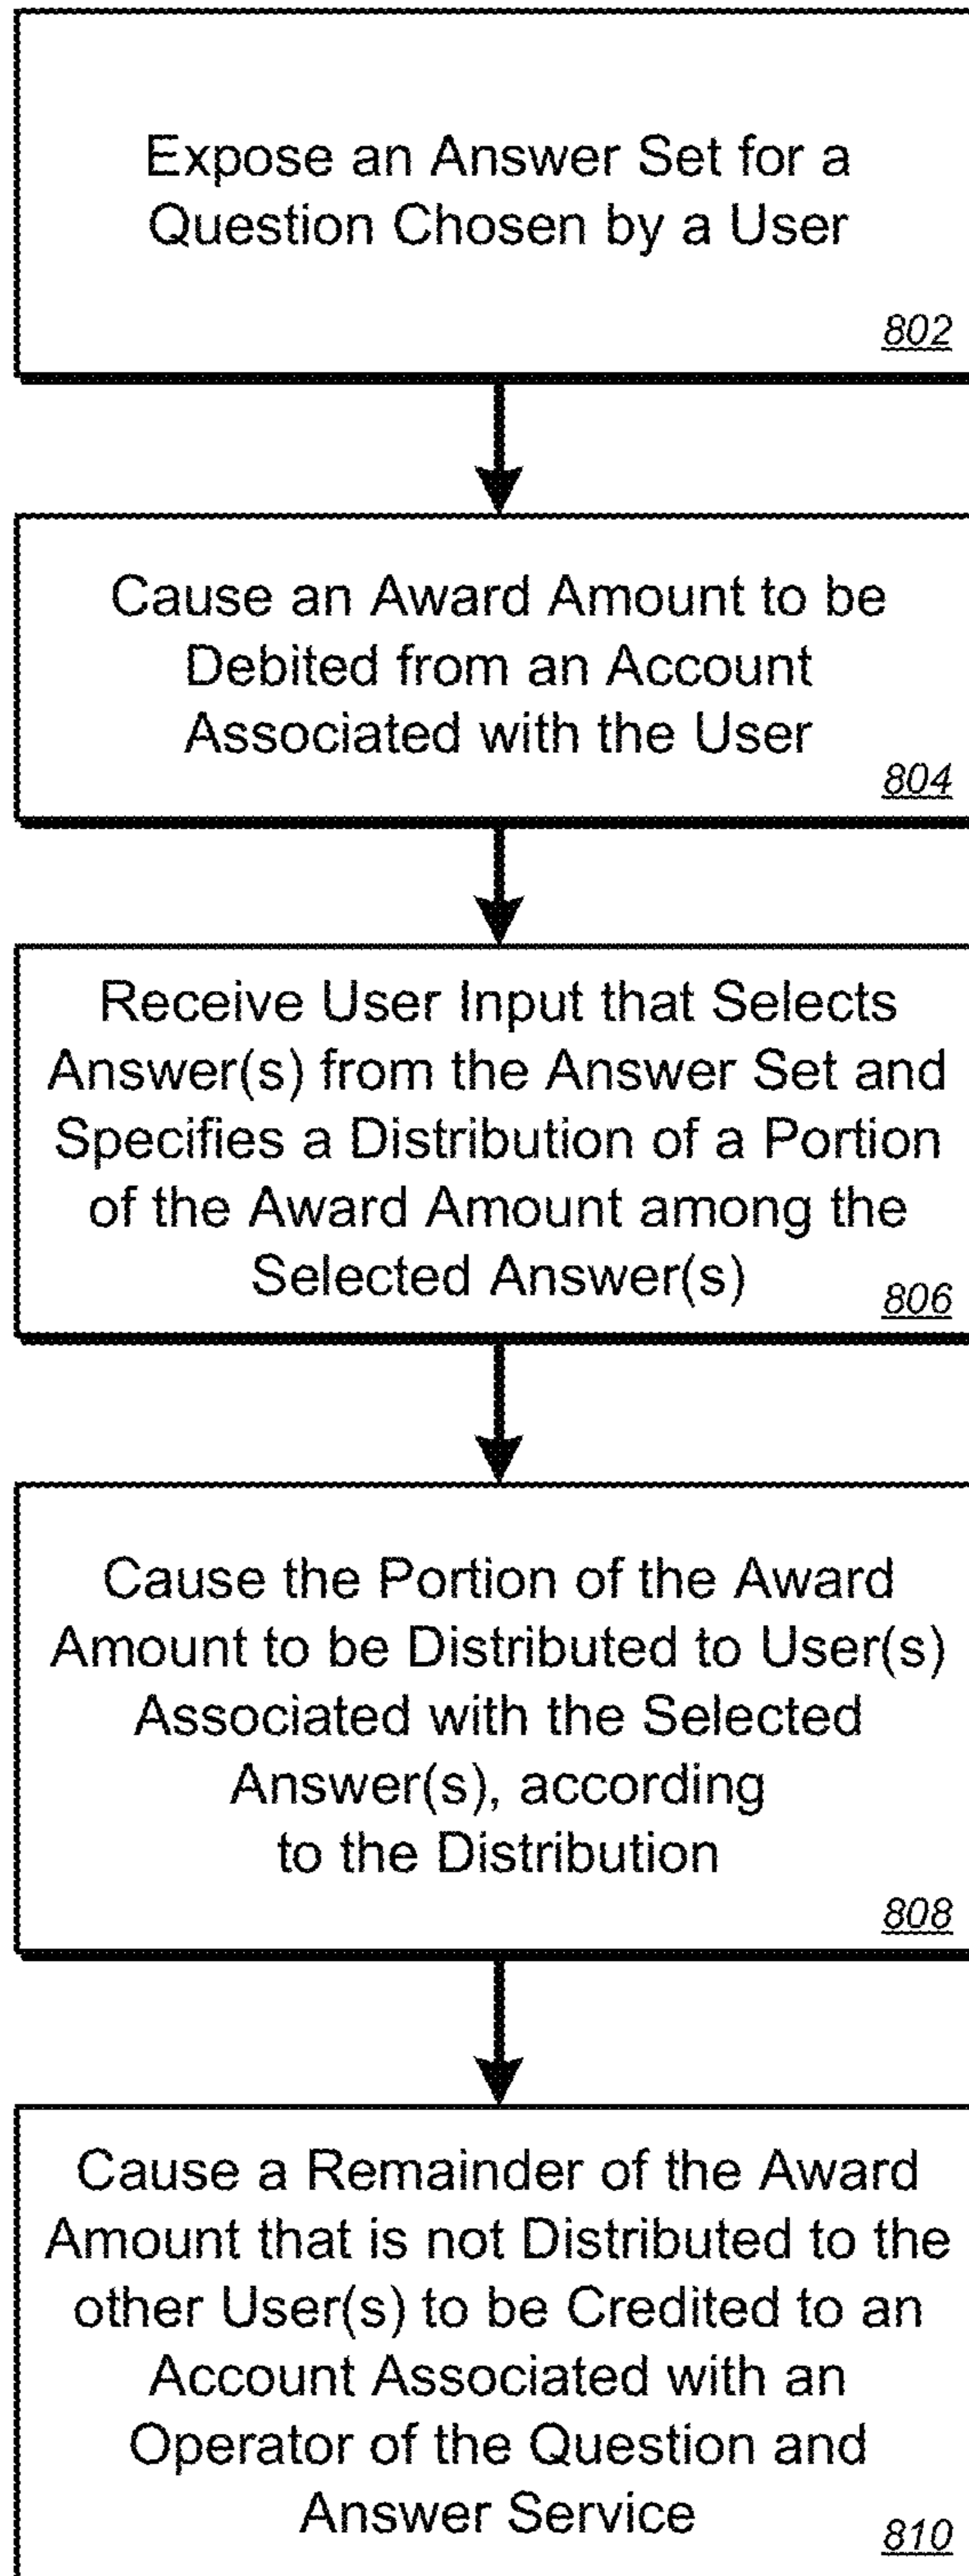 Expose an Answer Set for a
Question Chosen by a User
802
Cause an Award Amount to be
Debited from an Account
Associated with the User
804
Receive User Input that Selects
Answer(s) from the Answer Set and
Specifies a Distribution of a Portion
of the Award Amount among the
Selected Answer(s)
806
Cause the Portion of the Award
Amount to be Distributed to User(s)
Associated with the Selected
Answer(s), according
to the Distribution
808
Cause a Remainder of the Award
Amount that is not Distributed to the
other User(s) to be Credited to an
Account Associated with an
Operator of the Question and
Answer Service
810